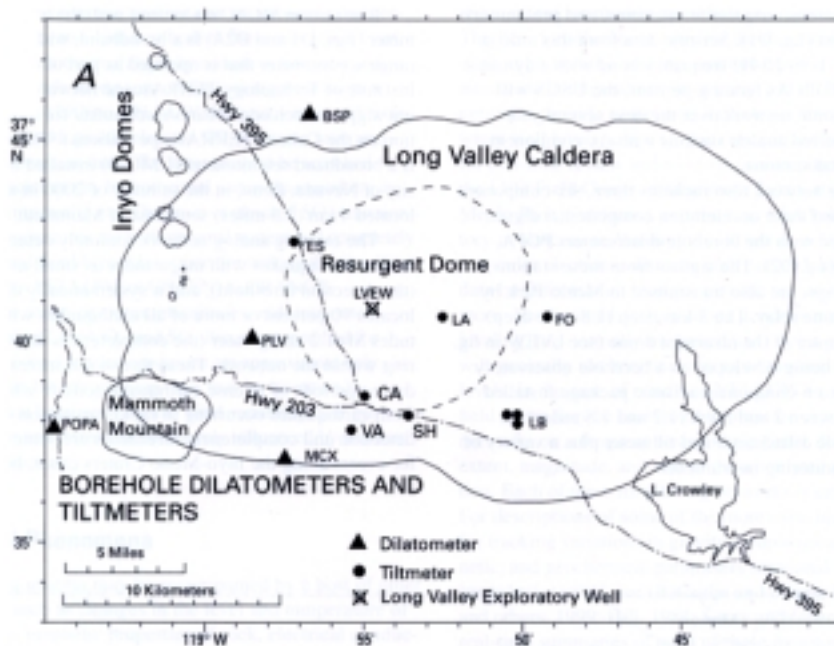 A
Hwy 395
BSP
37°
45'
N
Inyo Domes
Long Valley Caldera
YES
Resurgent Dome
LVEW
LA
FO
40'
PLV
Hwy 203
CA
Mammoth
Mountain
POPA
VA
SH
LB
MCX
L. Crowley
BOREHOLE DILATOMETERS AND
TILTMETERS
35'
5 Miles
10 Kilometers
Dilatometer
Tiltmeter
Long Valley Exploratory Well
Hwy 395
119° W
55'
50'
45'